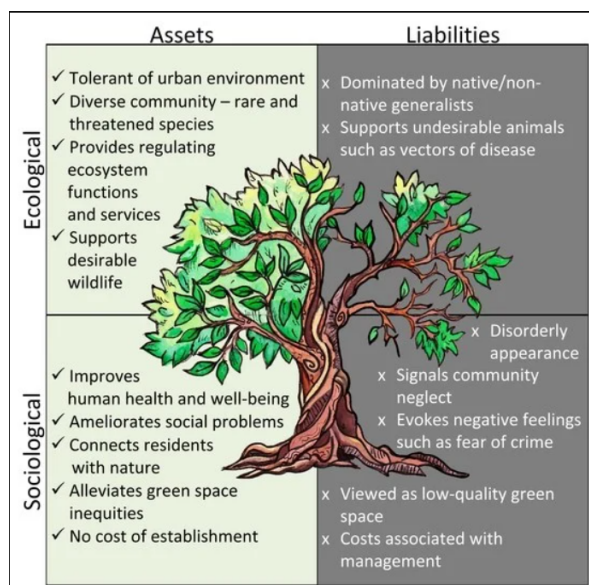 Assets
Liabilities
Ecological
✓ Tolerant of urban environment
✓ Diverse community – rare and
threatened species
✓ Provides regulating
ecosystem
functions
and services
✓ Supports
desirable
wildlife
x Dominated by native/non-
native generalists
x Supports undesirable animals
such as vectors of disease
Sociological
✓ Improves
human health and well-being
✓ Ameliorates social problems
✓ Connects residents
with nature
✓ Alleviates green space
inequities
✓ No cost of establishment
x Disorderly
appearance
x Signals community
neglect
x Evokes negative feelings
such as fear of crime
x Viewed as low-quality green
space
x Costs associated with
management